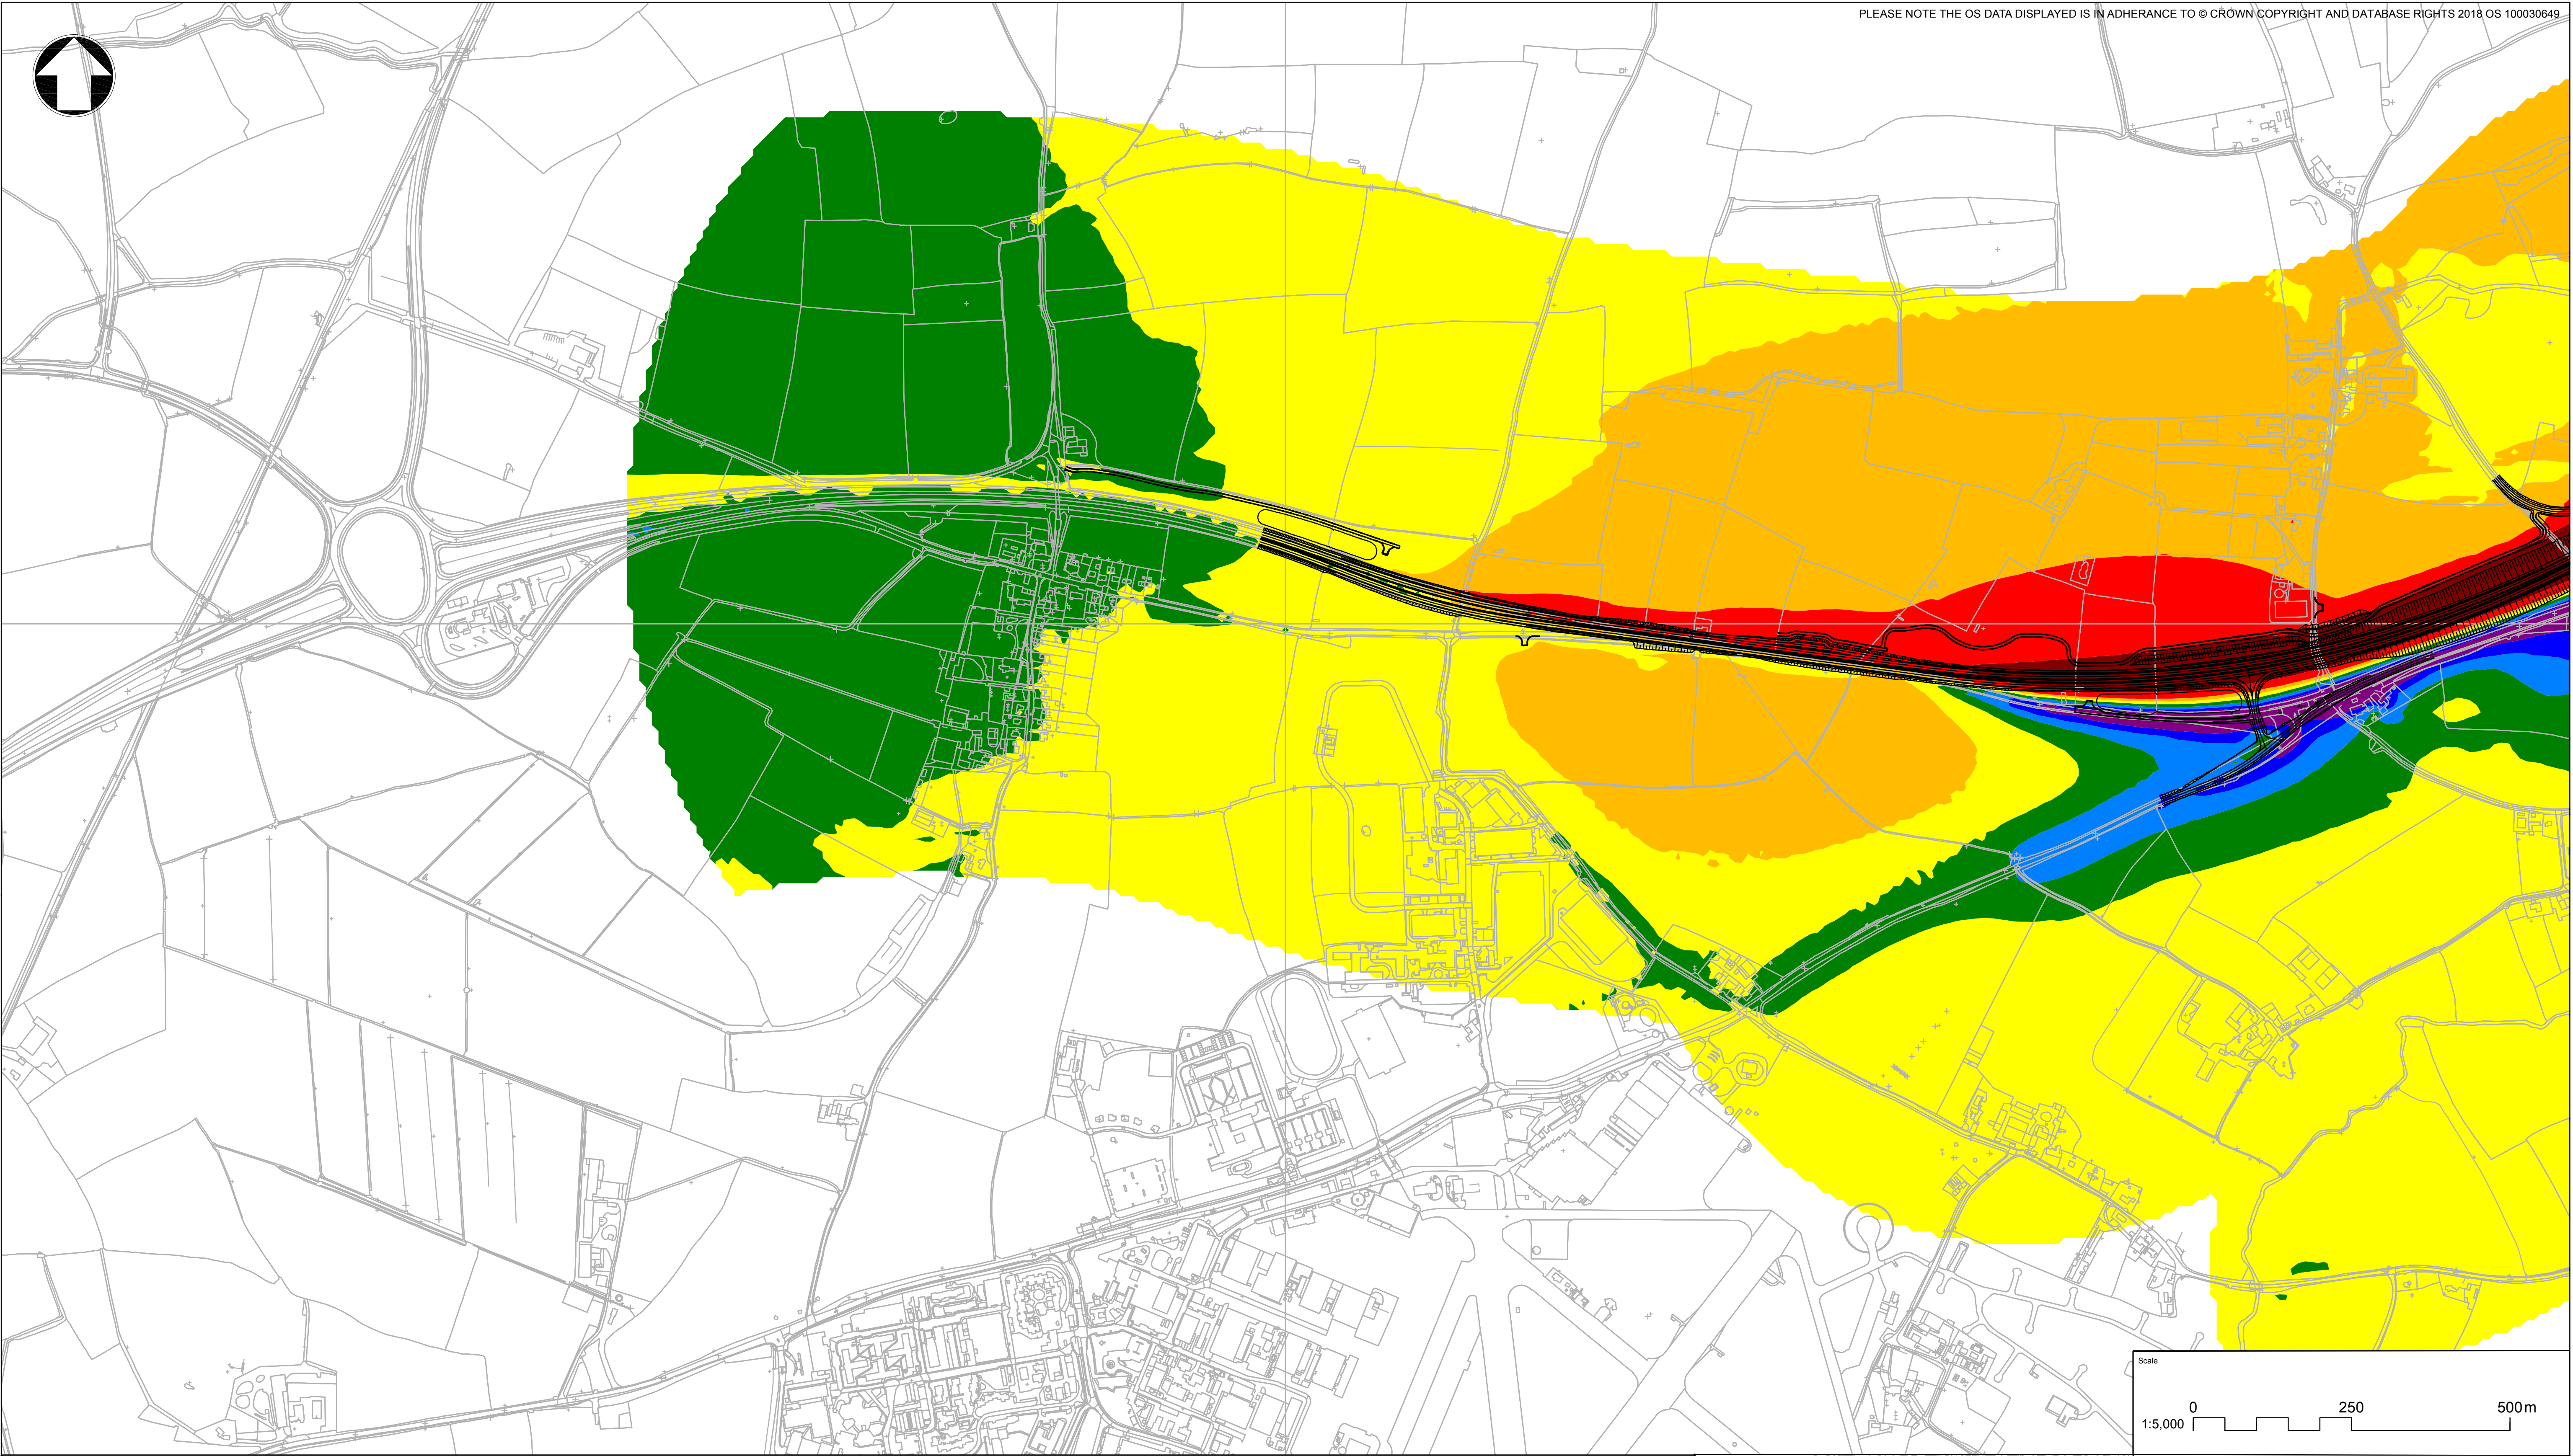 PLEASE NOTE THE OS DATA DISPLAYED IS IN ADHERANCE TO © CROWN COPYRIGHT AND DATABASE RIGHTS 2018 OS 100030649
Scale
0 250 500 m
1:5,000